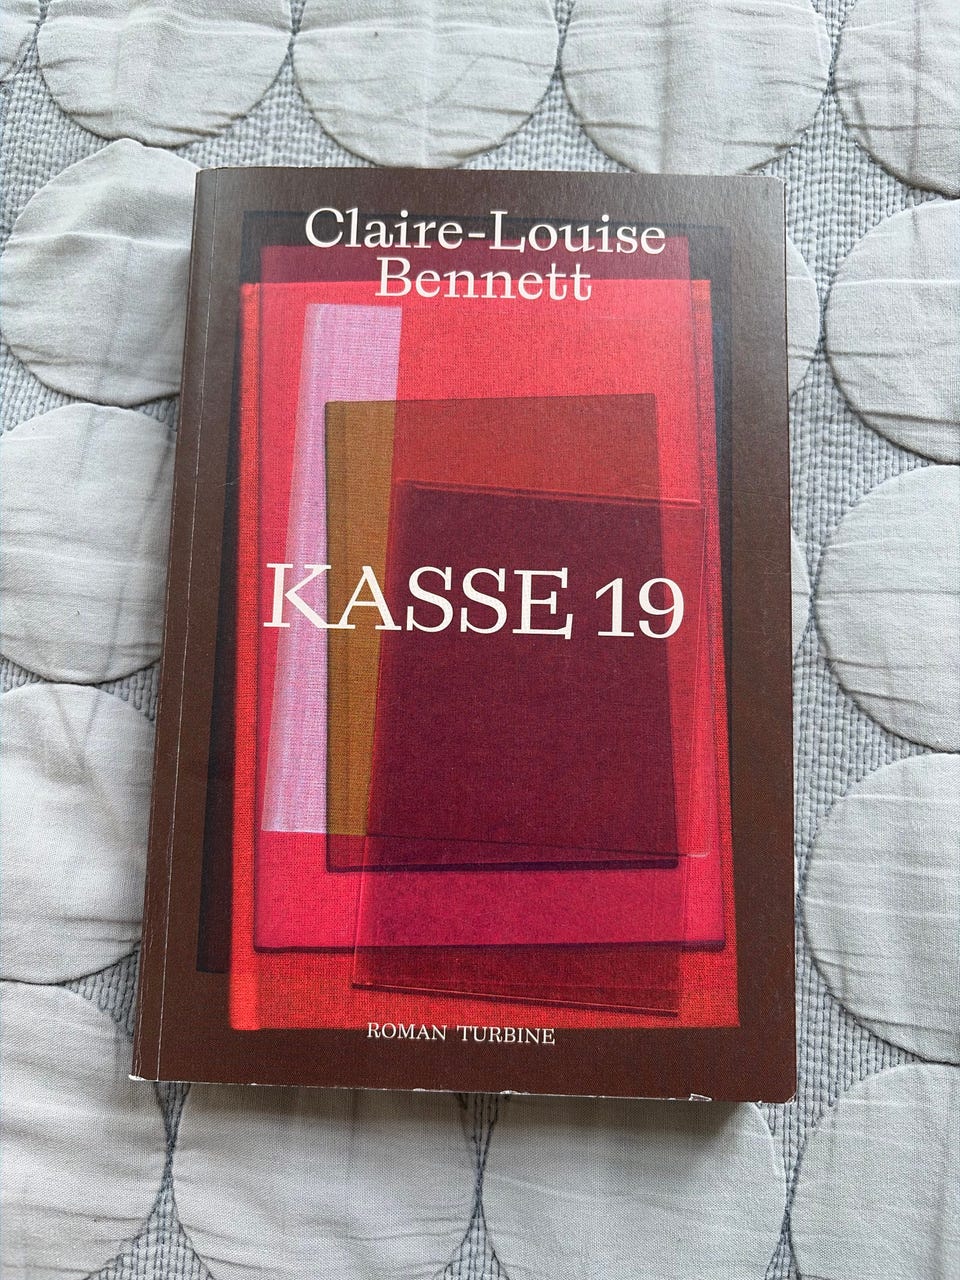 Claire-Louise
Bennett
KASSE 19
ROMAN TURBINE